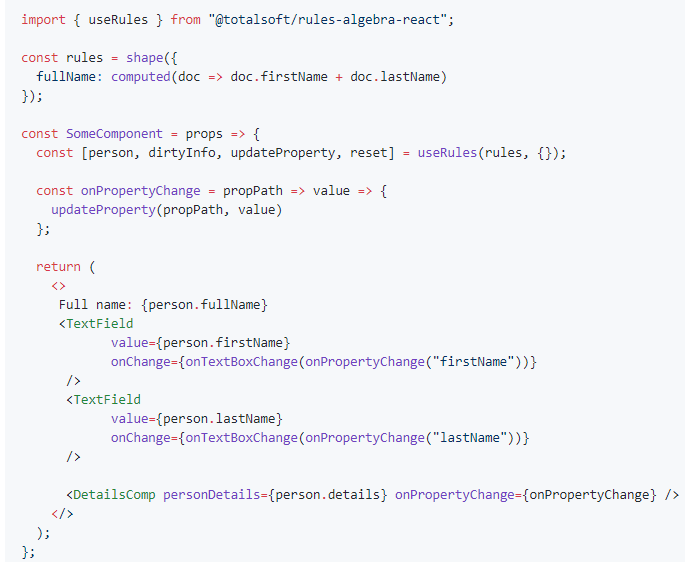 import { useRules } from "@totalsoft/rules-algebra-react";

const rules = shape({
  fullName: computed(doc => doc.firstName + doc.lastName)
});

const SomeComponent = props => {
  const [person, dirtyInfo, updateProperty, reset] = useRules(rules, {});

  const onPropertyChange = propPath => value => {
    updateProperty(propPath, value)
  };

  return (
    <>
     Full name: {person.fullName}
     <TextField
            value={person.firstName}
            onChange={onTextBoxChange(onPropertyChange("firstName"))}
      />
      <TextField
            value={person.lastName}
            onChange={onTextBoxChange(onPropertyChange("lastName"))}
      />

      <DetailsComp personDetails={person.details} onPropertyChange={onPropertyChange} />
    </>
  );
};